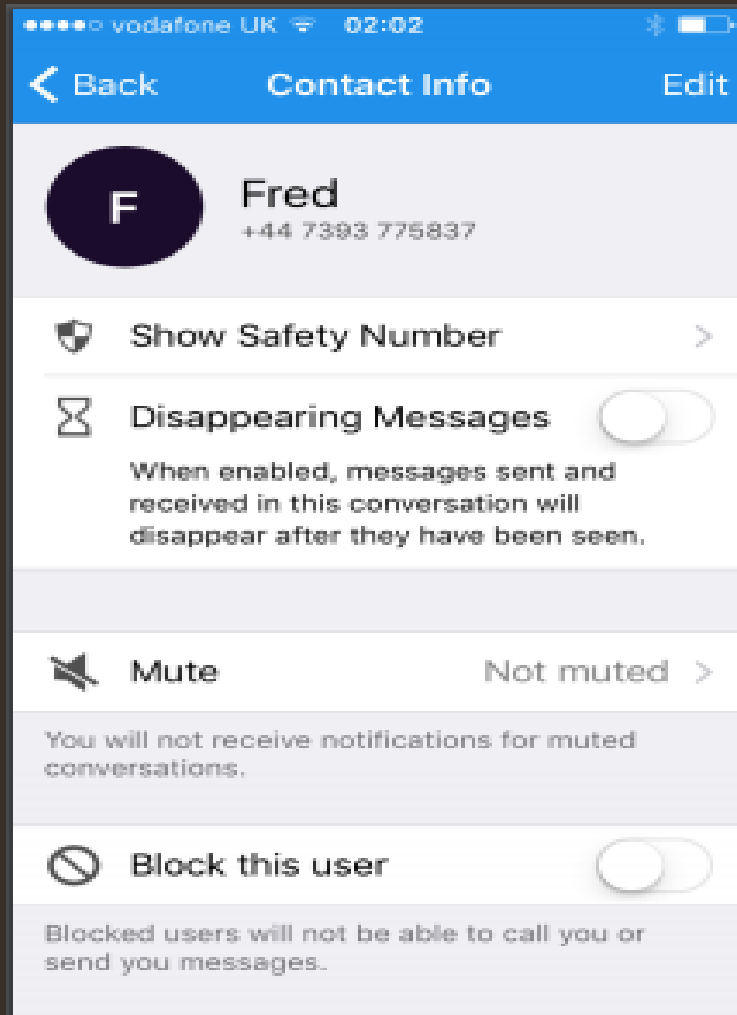 vodafone UK 02:02
Back Contact Info Edit
F
Fred
+44 7393 775837
Show Safety Number
Disappearing Messages
When enabled, messages sent and
received in this conversation will
disappear after they have been seen.
Mute Not muted
You will not receive notifications for muted
conversations.
Block this user
Blocked users will not be able to call you or
send you messages.